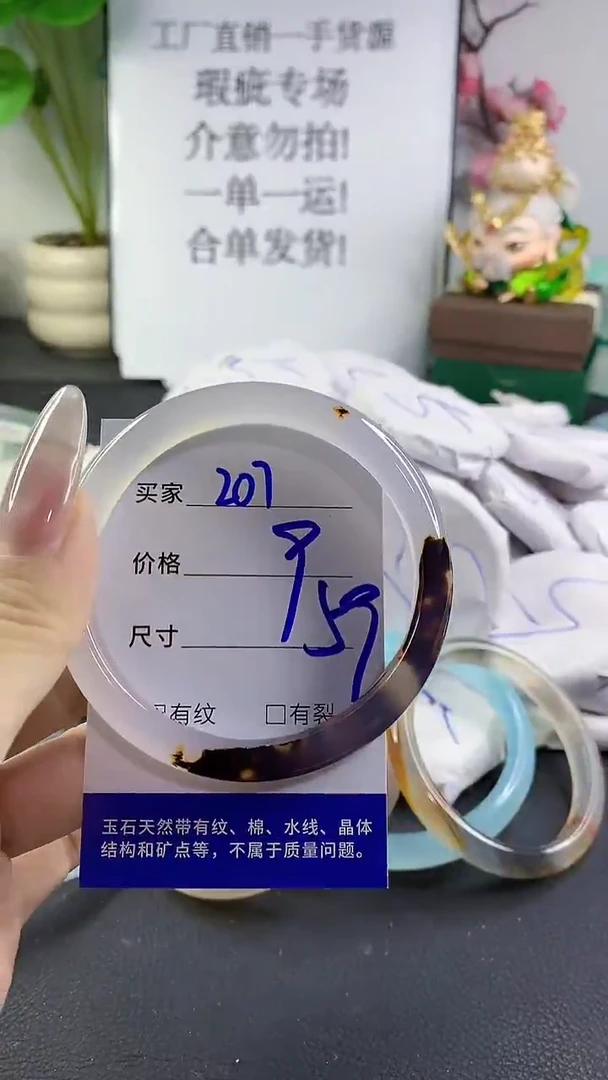 工厂直销一手货源
瑕疵专场
介意勿拍!
一单一运!
合单发货!
买家 207
价格 9
尺寸 59
有纹 □有裂
玉石天然带有纹、棉、水线、晶体
结构和矿点等，不属于质量问题。